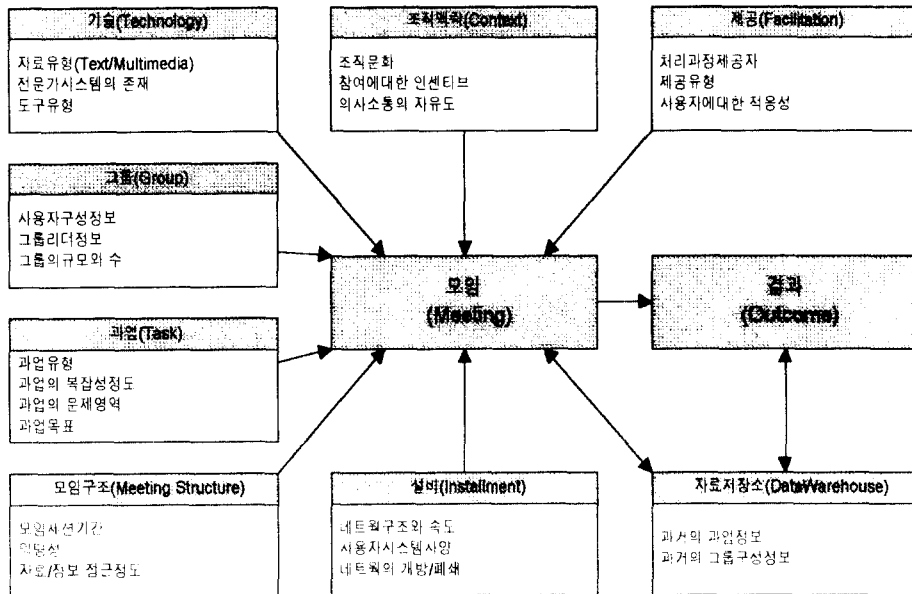 기술(Technology)
자료유형(Text/Multimedia)
전문가시스템의 존재
도구유형
조직맥락(Context)
조직문화
참여에대한 인센티브
의사소통의 자유도
제공(Facilitation)
처리과정제공자
제공유형
사용자에대한 적응성
그룹(Group)
사용자구성정보
그룹리더정보
그룹의규모와 수
모임
(Meeting)
결과
(Outcome)
과업(Task)
과업유형
과업의 복잡성정도
과업의 문제영역
과업목표
모임구조(Meeting Structure)
모임세션기간
익명성
자료/정보 접근정도
설비(Installment)
네트웍구조와 속도
사용자시스템사양
네트웍의 개방/폐쇄
자료저장소(DataWarehouse)
과거의 과업정보
과거의 그룹구성정보